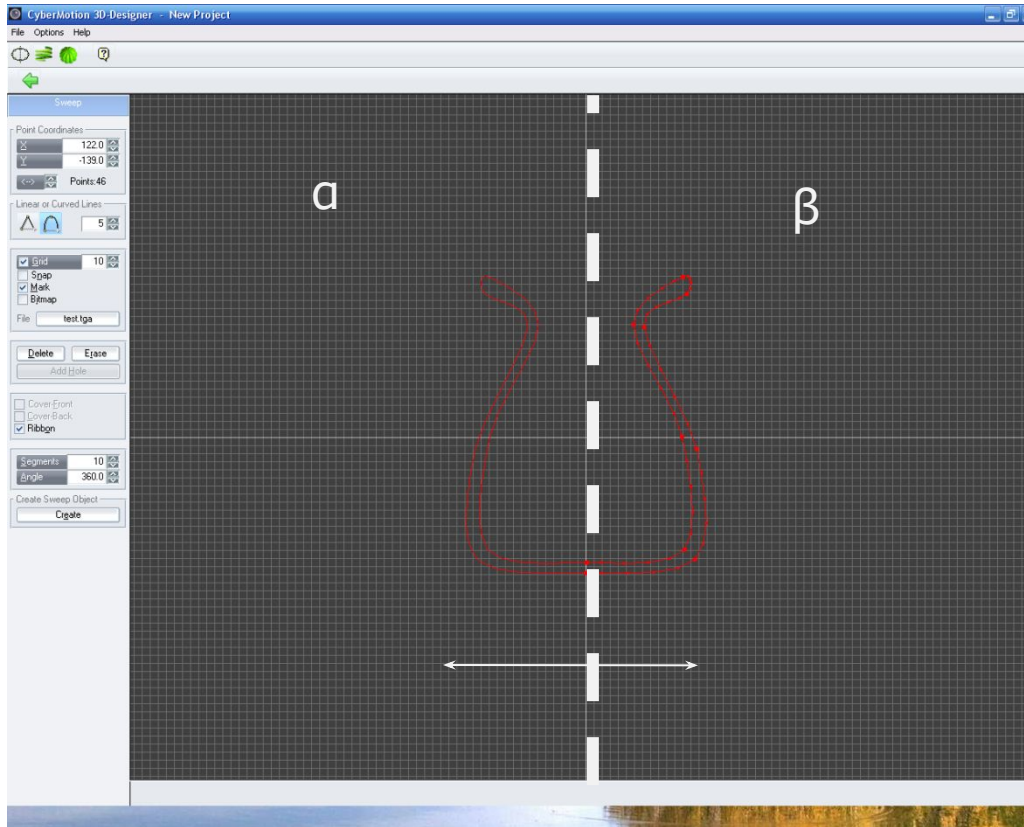 CyberMotion 3D-Designer - New Project
File Options Help
Sweep
Point Coordinates
X 122.0
Y -139.0
<-> Points:46
Linear or Curved Lines
5
Grid 10
Snap
Mark
Bitmap
File test.tga
Delete Erase
Add Hole
Cover Front
Cover Back
Ribbon
Segments 10
Angle 360.0
Create Sweep Object
Create
α
β